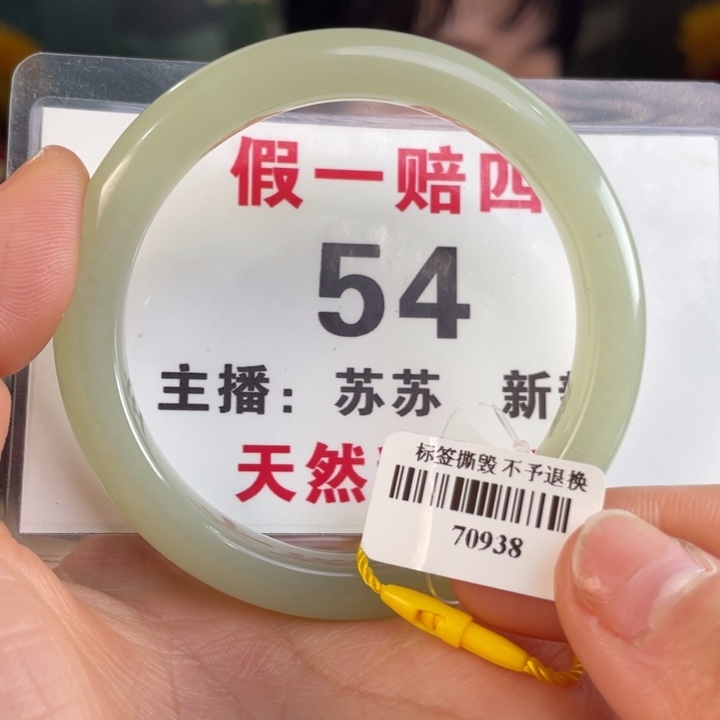 假一赔四
54
主播：苏苏 新
天然
标签撕毁 不予退换
70938